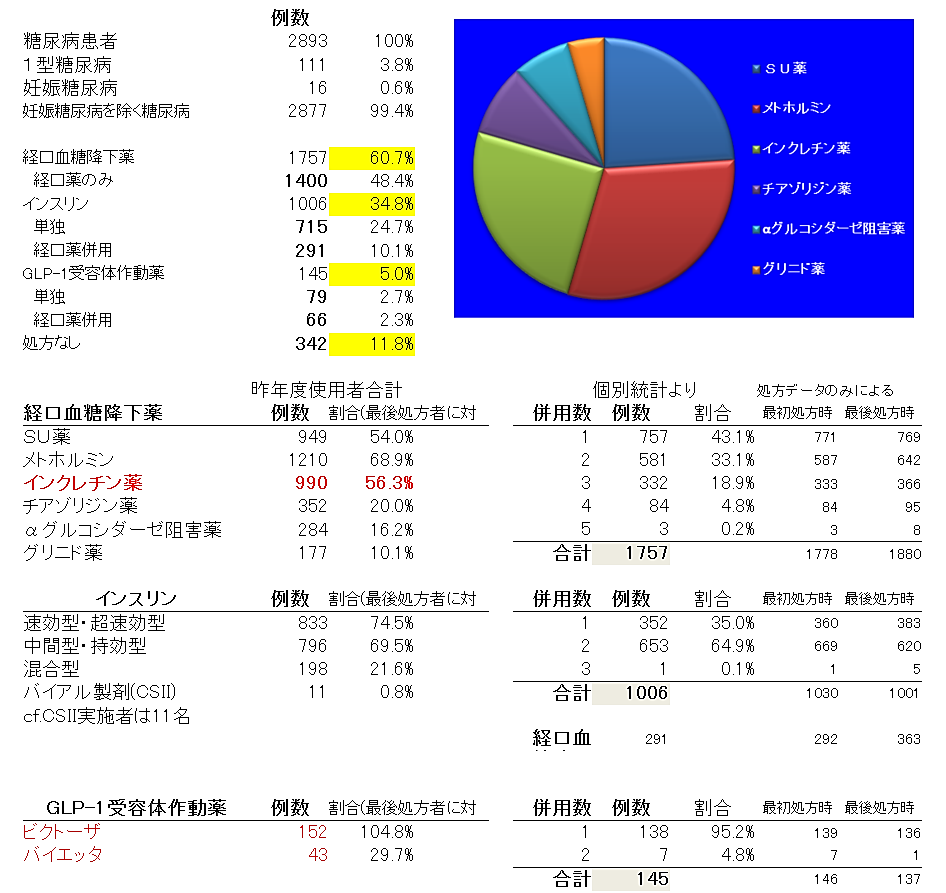 例数
糖尿病患者 2893 100%
1型糖尿病 111 3.8%
妊娠糖尿病 16 0.6%
妊娠糖尿病を除く糖尿病 2877 99.4%
経口血糖降下薬 1757 60.7%
経口薬のみ 1400 48.4%
インスリン 1006 34.8%
単独 715 24.7%
経口薬併用 291 10.1%
GLP-1受容体作動薬 145 5.0%
単独 79 2.7%
経口薬併用 66 2.3%
処方なし 342 11.8%
SU薬
メトホルミン
インクレチン薬
チアゾリジン薬
αグルコシダーゼ阻害薬
グリニド薬
昨年度使用者合計
経口血糖降下薬 例数 割合(最後処方者に対
SU薬 949 54.0%
メトホルミン 1210 68.9%
インクレチン薬 990 56.3%
チアゾリジン薬 352 20.0%
αグルコシダーゼ阻害薬 284 16.2%
グリニド薬 177 10.1%
個別統計より 処方データのみによる
併用数 例数 割合 最初処方時 最後処方時
1 757 43.1% 771 769
2 581 33.1% 587 642
3 332 18.9% 333 366
4 84 4.8% 84 95
5 3 0.2% 3 8
合計 1757 1778 1880
インスリン 例数 割合(最後処方者に対
速効型・超速効型 833 74.5%
中間型・持効型 796 69.5%
混合型 198 21.6%
バイアル製剤(CSII) 11 0.8%
cf.CSII実施者は11名
併用数 例数 割合 最初処方時 最後処方時
1 352 35.0% 360 383
2 653 64.9% 669 620
3 1 0.1% 1 5
合計 1006 1030 1001
経口血 291 292 363
GLP-1受容体作動薬 例数 割合(最後処方者に対
ビクトーザ 152 104.8%
バイエッタ 43 29.7%
併用数 例数 割合 最初処方時 最後処方時
1 138 95.2% 139 136
2 7 4.8% 7 1
合計 145 146 137